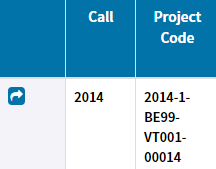 Call
Project
Code
2014
2014-1-
BE99-
VT001-
00014